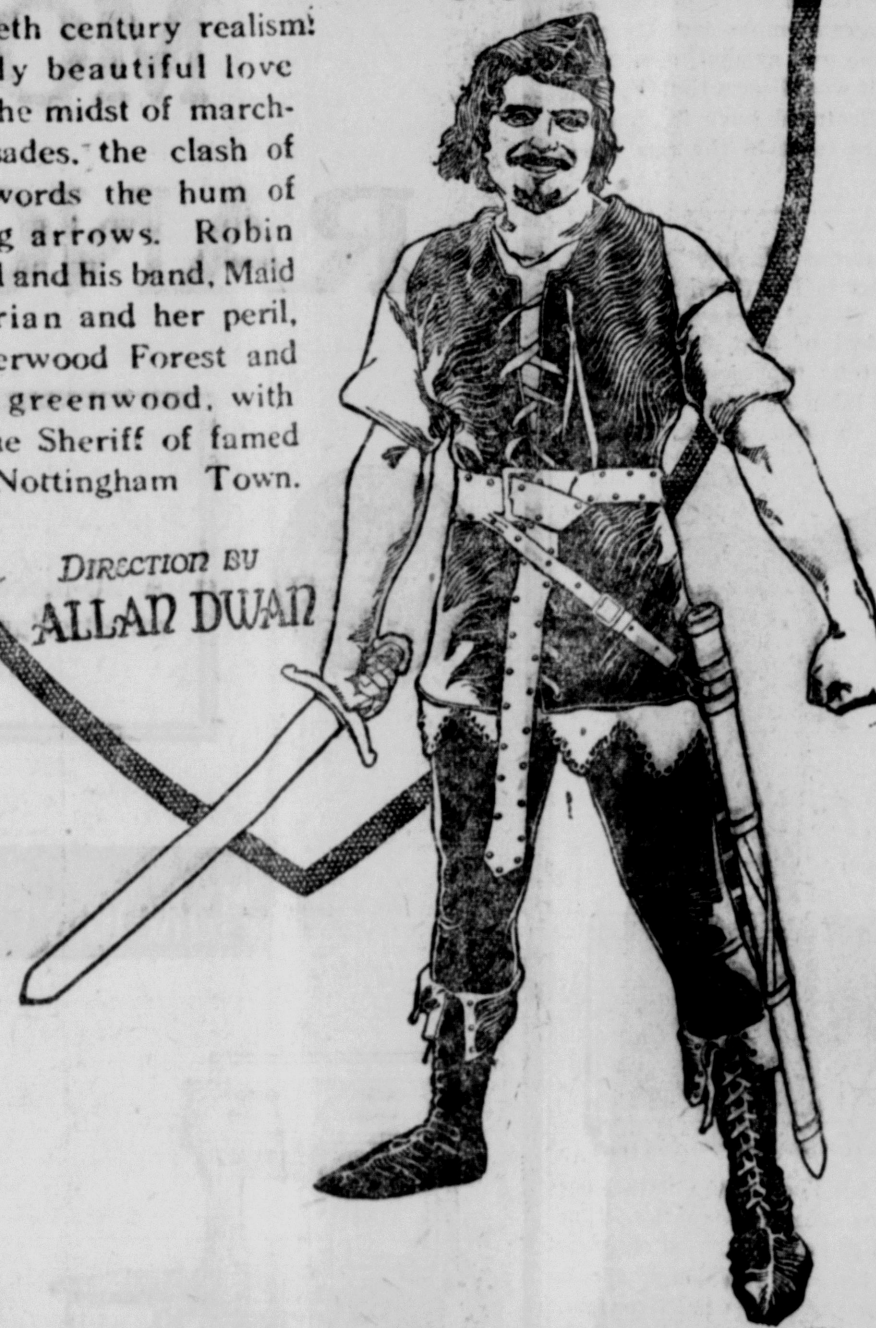 eth century realism!
ly beautiful love
he midst of march-
ades. the clash of
words the hum of
g arrows. Robin
l and his band, Maid
rian and her peril,
erwood Forest and
greenwood, with
e Sheriff of famed
Nottingham Town.
DIRECTION BY
ALLAN DWAN